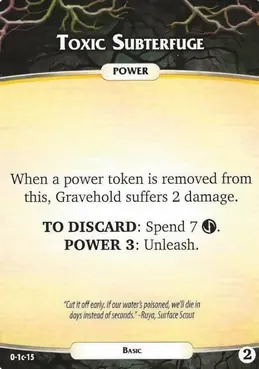 TOXIC SUBTERFUGE
POWER
When a power token is removed from
this, Gravehold suffers 2 damage.
TO DISCARD: Spend 7 .
POWER 3: Unleash.
"Cut it off early. If our water's poisoned, we'll die in
days instead of seconds." -Ruya, Surface Scout
0-1c-15
BASIC
2